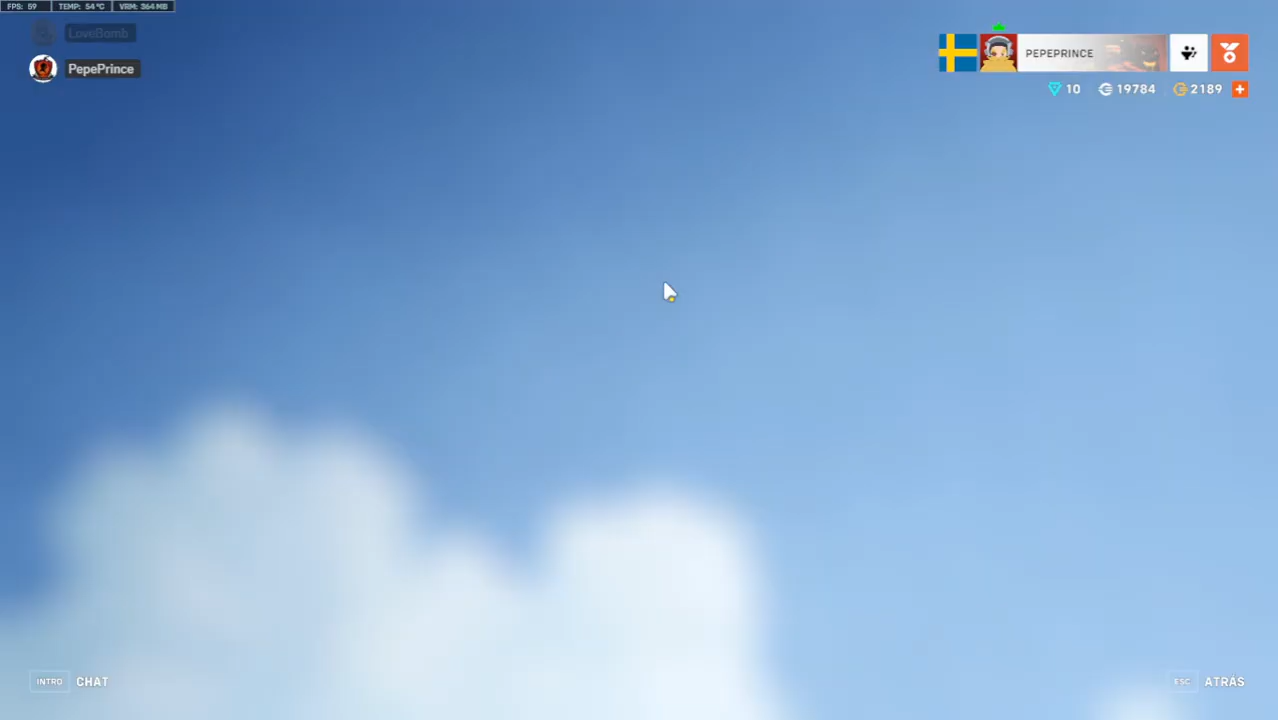 FPS: 59 TEMP: 54 °C VRM: 364 MB
LoveBomb
PepePrince
PEPEPRINCE
10 19784 2189 +
INTRO CHAT
ESC ATRÁS